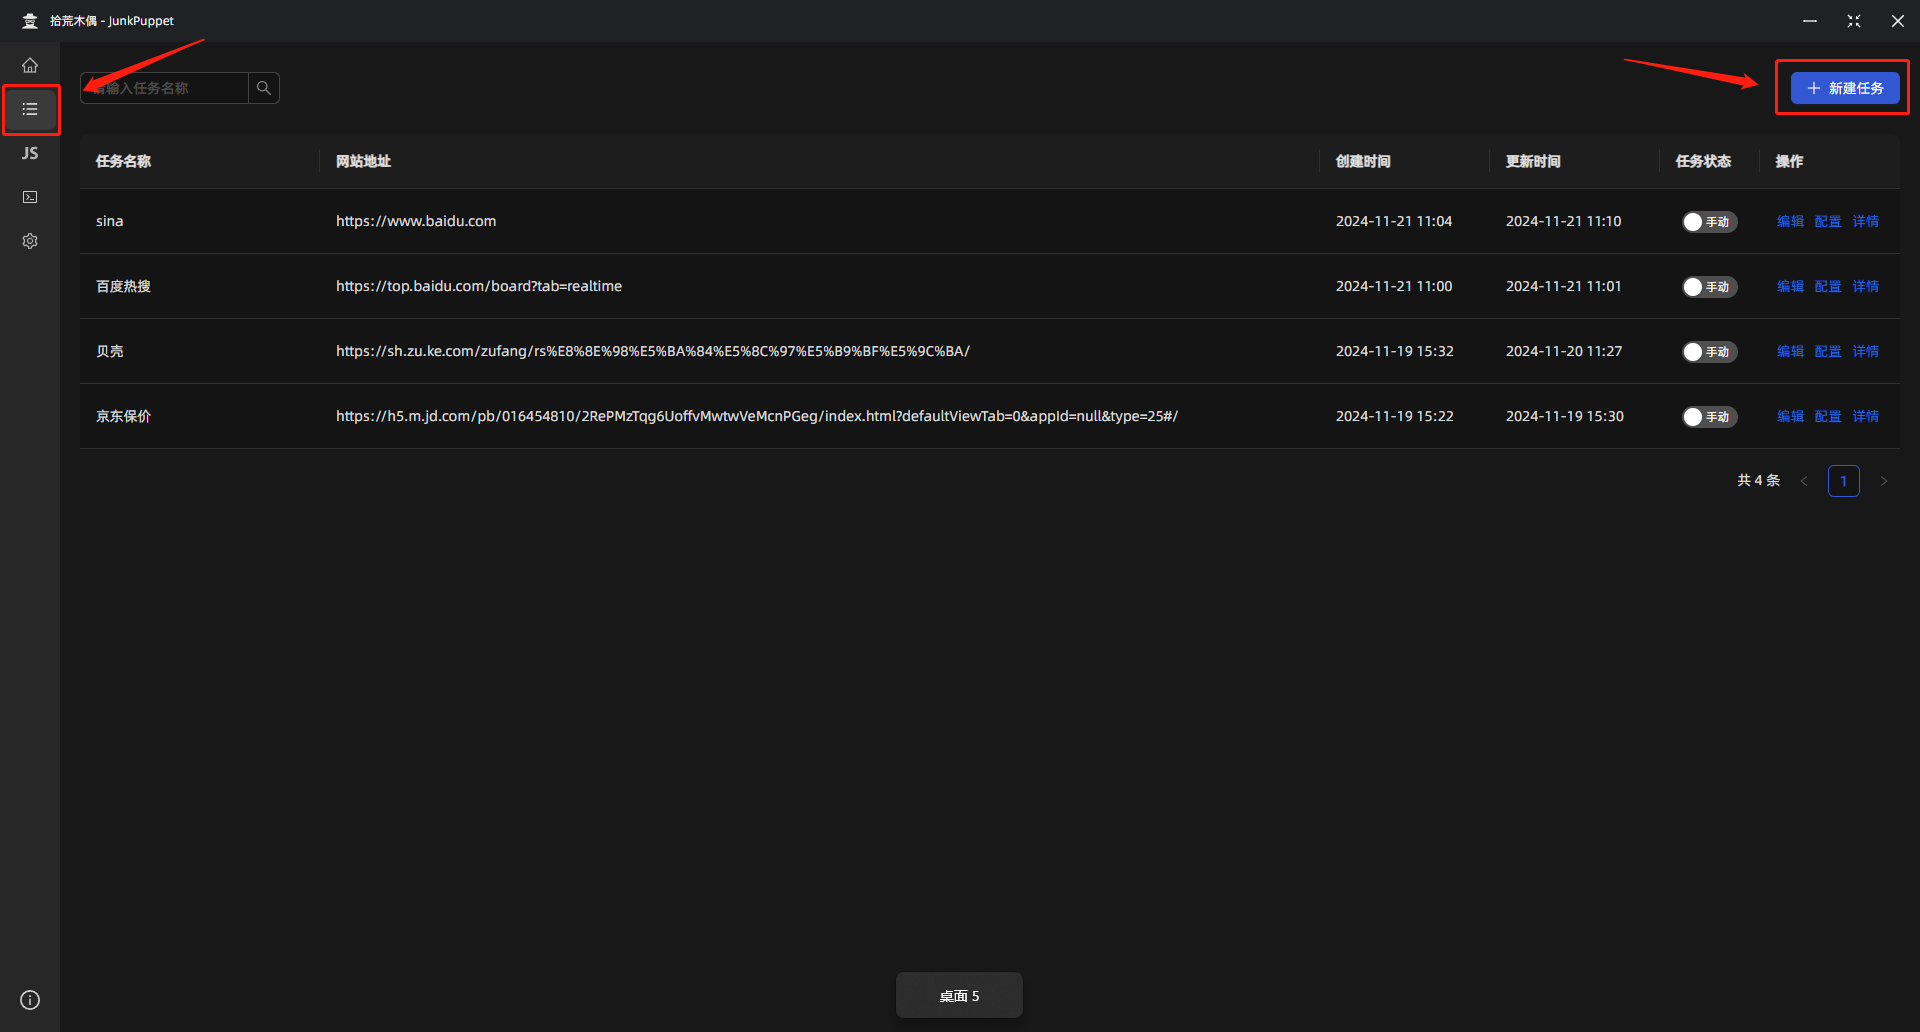 拾荒木偶 - JunkPuppet
输入任务名称
新建任务
JS
任务名称 网站地址 创建时间 更新时间 任务状态 操作
sina https://www.baidu.com 2024-11-21 11:04 2024-11-21 11:10 手动 编辑 配置 详情
百度热搜 https://top.baidu.com/board?tab=realtime 2024-11-21 11:00 2024-11-21 11:01 手动 编辑 配置 详情
贝壳 https://sh.zu.ke.com/zufang/rs%E8%8E%98%E5%BA%84%E5%8C%97%E5%B9%BF%E5%9C%BA/ 2024-11-19 15:32 2024-11-20 11:27 手动 编辑 配置 详情
京东保价 https://h5.m.jd.com/pb/016454810/2RePMzTqg6UoffvMwtwVeMcnPGeg/index.html?defaultViewTab=0&appId=null&type=25#/ 2024-11-19 15:22 2024-11-19 15:30 手动 编辑 配置 详情
共 4 条 < 1 >
桌面 5